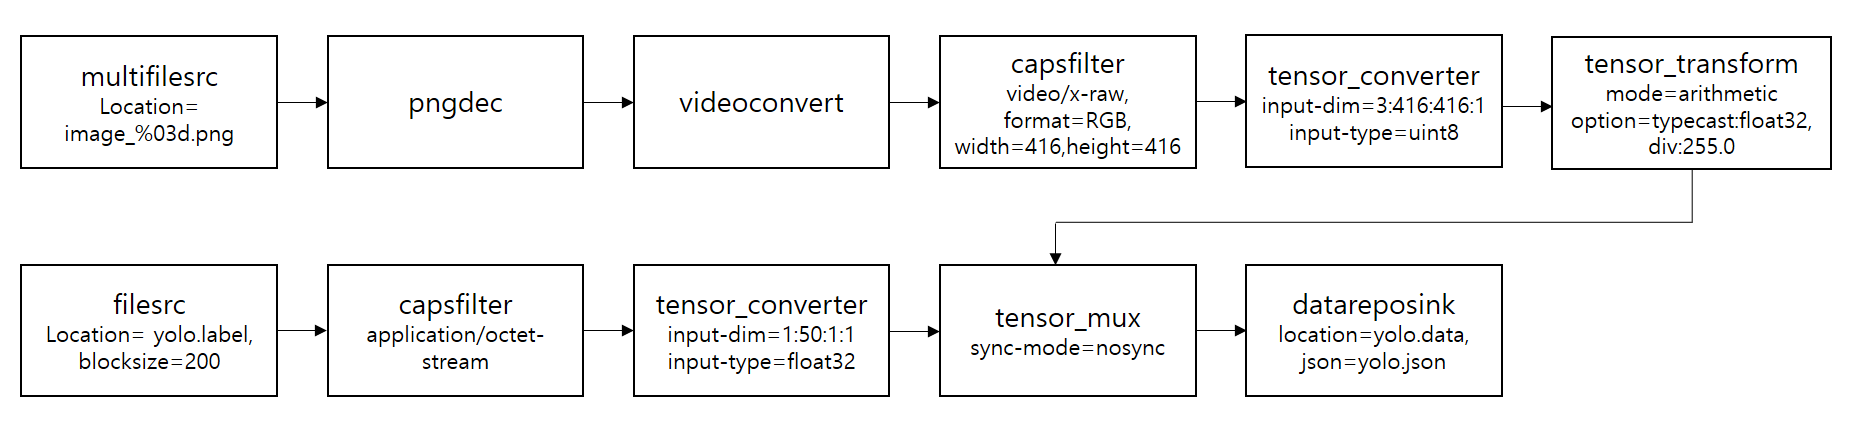 multifilesrc
Location=
image_%03d.png
pngdec
videoconvert
capsfilter
video/x-raw,
format=RGB,
width=416,height=416
tensor_converter
input-dim=3:416:416:1
input-type=uint8
tensor_transform
mode=arithmetic
option=typecast:float32,
div:255.0
filesrc
Location= yolo.label,
blocksize=200
capsfilter
application/octet-
stream
tensor_converter
input-dim=1:50:1:1
input-type=float32
tensor_mux
sync-mode=nosync
datareposink
location=yolo.data,
json=yolo.json